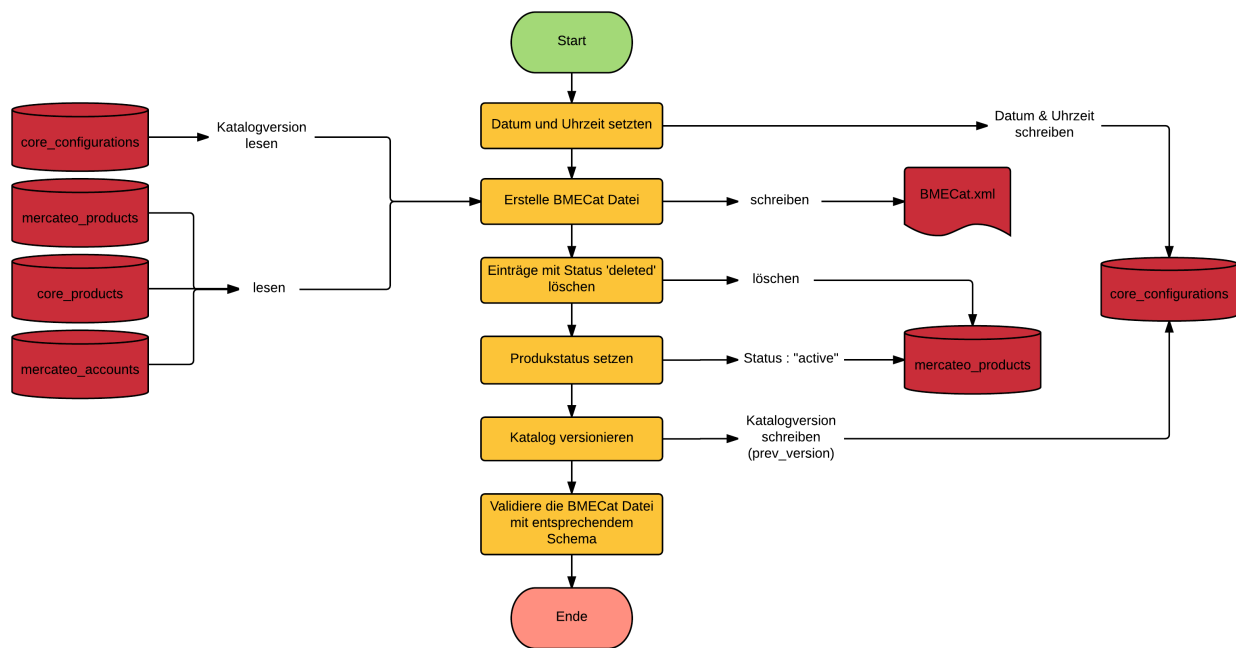 Start
Datum und Uhrzeit setzten
Datum & Uhrzeit
schreiben
core_configurations
Katalogversion
lesen
mercateo_products
core_products
mercateo_accounts
lesen
Erstelle BMECat Datei
schreiben
BMECat.xml
Einträge mit Status 'deleted'
löschen
löschen
core_configurations
Produkstatus setzen
Status : "active"
mercateo_products
Katalog versionieren
Katalogversion
schreiben
(prev_version)
Validiere die BMECat Datei
mit entsprechendem
Schema
Ende